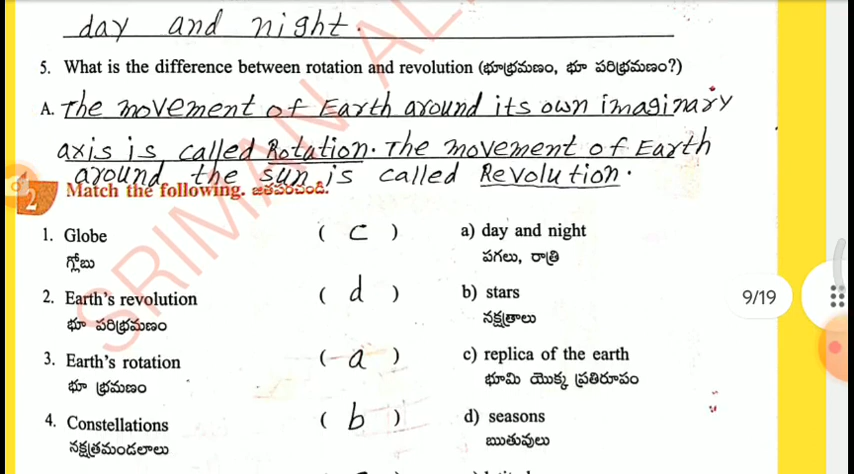 day and night.
5. What is the difference between rotation and revolution (భూభ్రమణం, భూ పరిభ్రమణం?)
A. The movement of Earth around its own imaginary
axis is called Rotation. The movement of Earth
around the sun is called Revolution.
2 Match the following. జతపరచండి.
1. Globe ( c ) a) day and night
గ్లోబు పగలు, రాత్రి
2. Earth's revolution ( d ) b) stars
భూ పరిభ్రమణం నక్షత్రాలు
3. Earth's rotation ( a ) c) replica of the earth
భూ భ్రమణం భూమి యొక్క ప్రతిరూపం
4. Constellations ( b ) d) seasons
నక్షత్రమండలాలు ఋతువులు
9/19